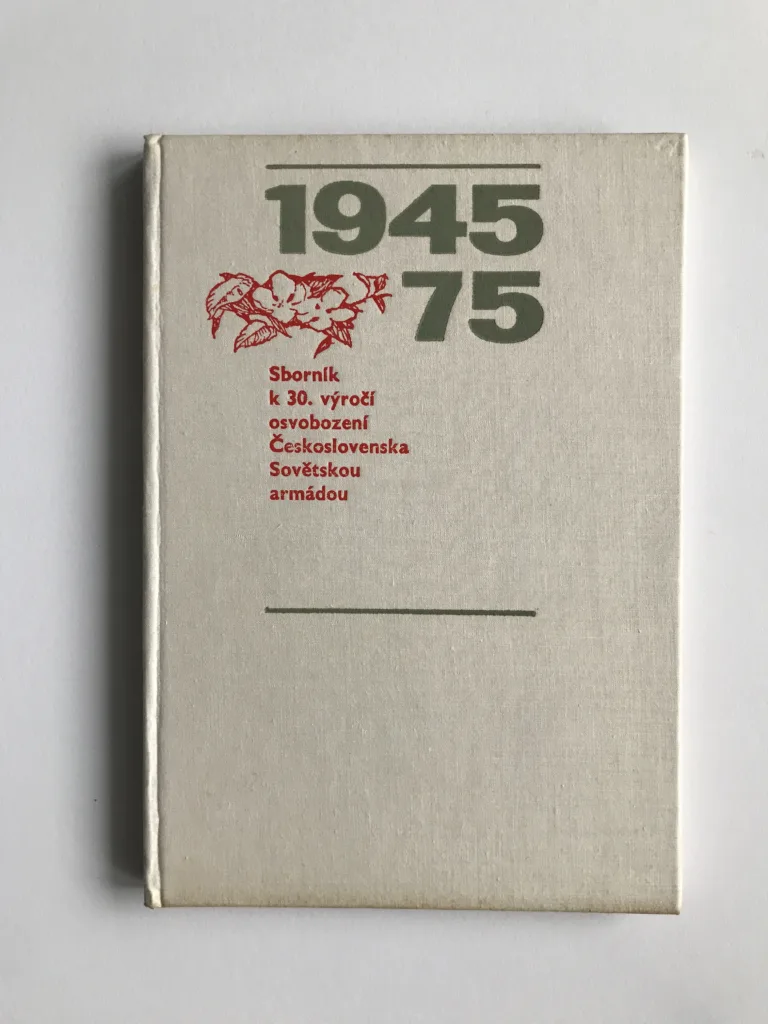 1945
75
Sborník
k 30. výročí
osvobození
Československa
Sovětskou
armádou